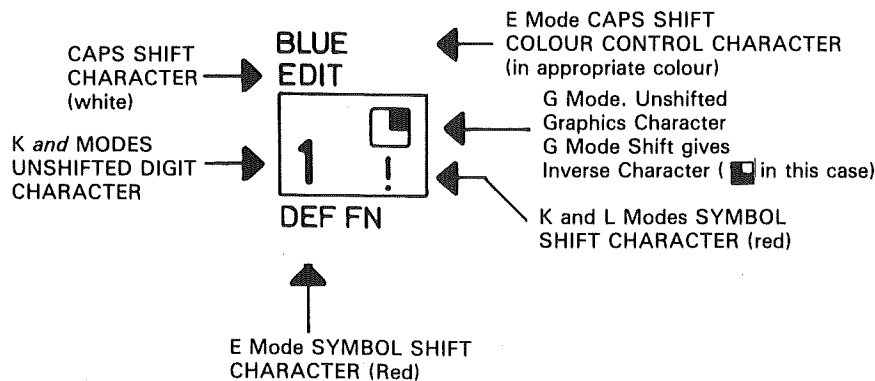 E Mode CAPS SHIFT
COLOUR CONTROL CHARACTER
(in appropriate colour)
CAPS SHIFT
CHARACTER
(white)
BLUE
EDIT
G Mode. Unshifted
Graphics Character
G Mode Shift gives
Inverse Character ( in this case)
K and MODES
UNSHIFTED DIGIT
CHARACTER
1 !
DEF FN
K and L Modes SYMBOL
SHIFT CHARACTER (red)
E Mode SYMBOL SHIFT
CHARACTER (Red)